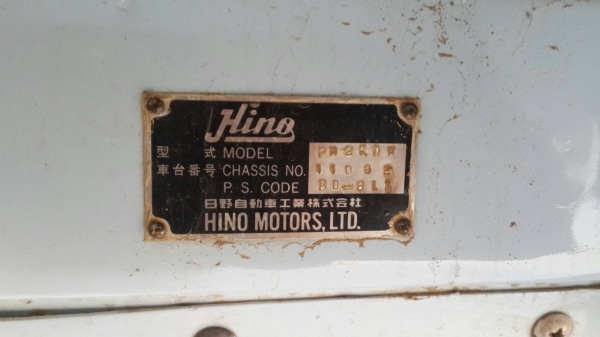 Hino
型 式 MODEL
車台番号 CHASSIS NO.
P. S. CODE
日野自動車工業株式会社
HINO MOTORS, LTD.